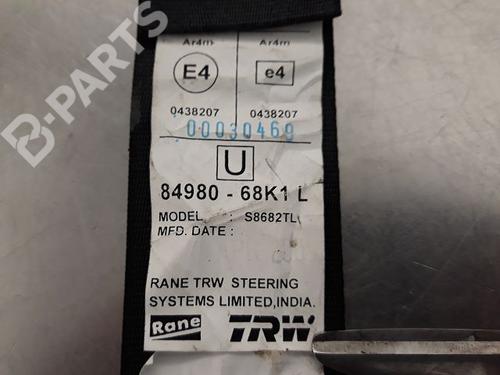 B-PARTS
Ar4m Ar4m
E4 e4
0438207 0438207
00030469
U
84980 - 68K1 L
MODEL : S8682TL
MFD. DATE :
RANE TRW STEERING
SYSTEMS LIMITED,INDIA.
Rane TRW